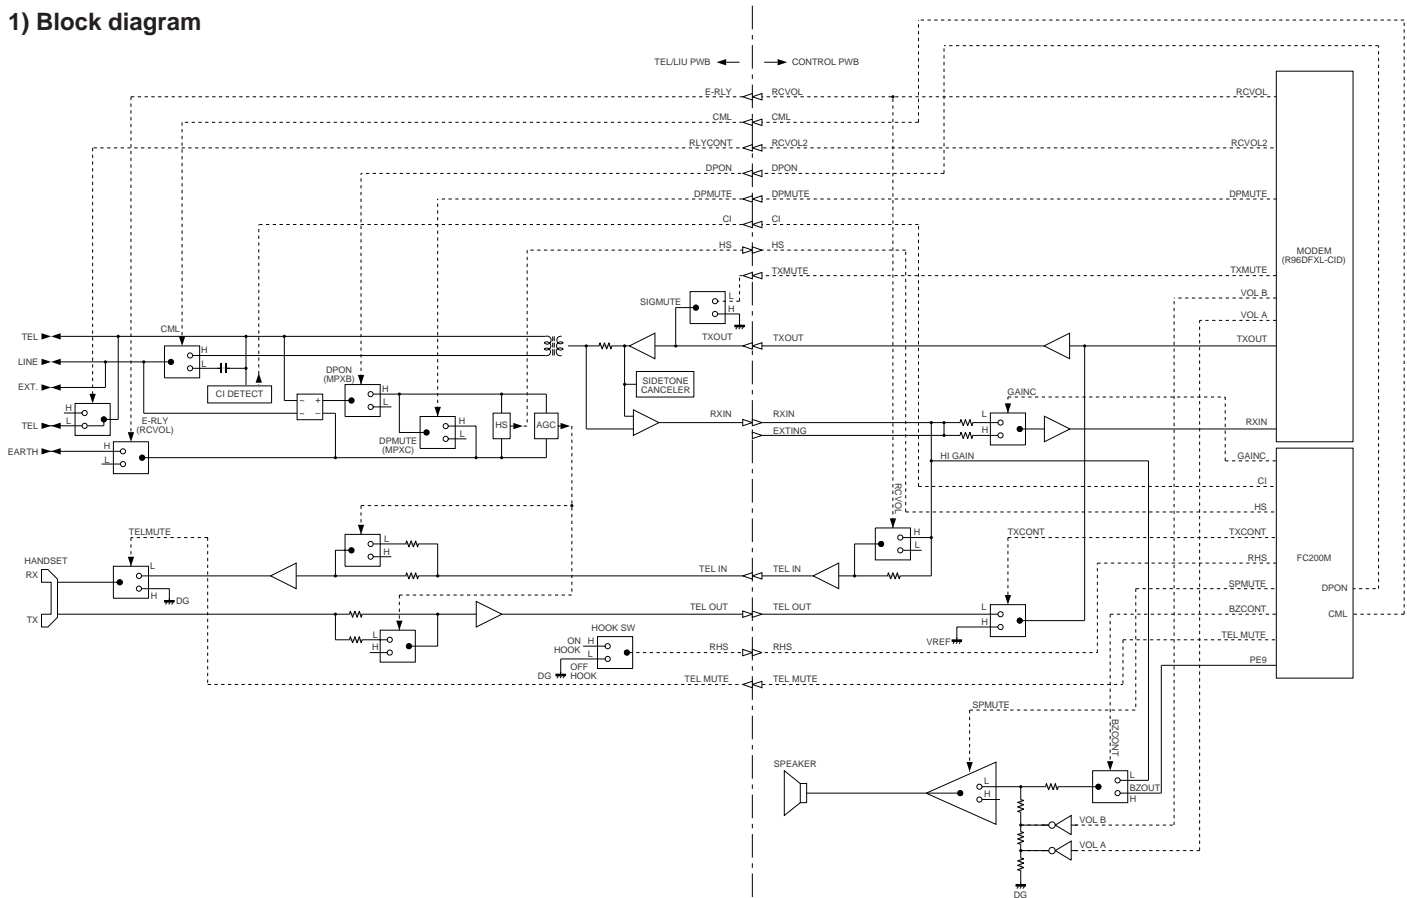 1) Block diagram
TEL/LIU PWB
CONTROL PWB
E-RLY
RCVOL
RCVOL
CML
CML
RLYCONT
RCVOL2
RCVOL2
DPON
DPON
DPMUTE
DPMUTE
DPMUTE
CI
CI
HS
HS
MODEM
(R96DFXL-CID)
TXMUTE
TXMUTE
SIGMUTE
L
H
VOL B
VOL A
TEL
CML
H
L
TXOUT
TXOUT
TXOUT
LINE
EXT.
CI DETECT
DPON
(MPXB)
H
L
SIDETONE
CANCELER
H
L
TEL
E-RLY
(RCVOL)
~
+
~
−
DPMUTE
(MPXC)
H
L
HS
AGC
RXIN
RXIN
EXTING
GAINC
L
H
RXIN
EARTH
H
L
HI GAIN
GAINC
CI
RCVOL
HS
TELMUTE
L
H
H
L
TXCONT
TXCONT
HANDSET
RX
L
H
DG
TEL IN
TEL IN
FC200M
RHS
SPMUTE
DPON
TX
TEL OUT
TEL OUT
L
H
BZCONT
CML
L
H
HOOK SW
ON
HOOK
H
L
OFF
HOOK
DG
RHS
RHS
VREF
TEL MUTE
PE9
TEL MUTE
TEL MUTE
SPMUTE
BZCONT
SPEAKER
L
H
L
BZOUT
H
VOL B
VOL A
DG